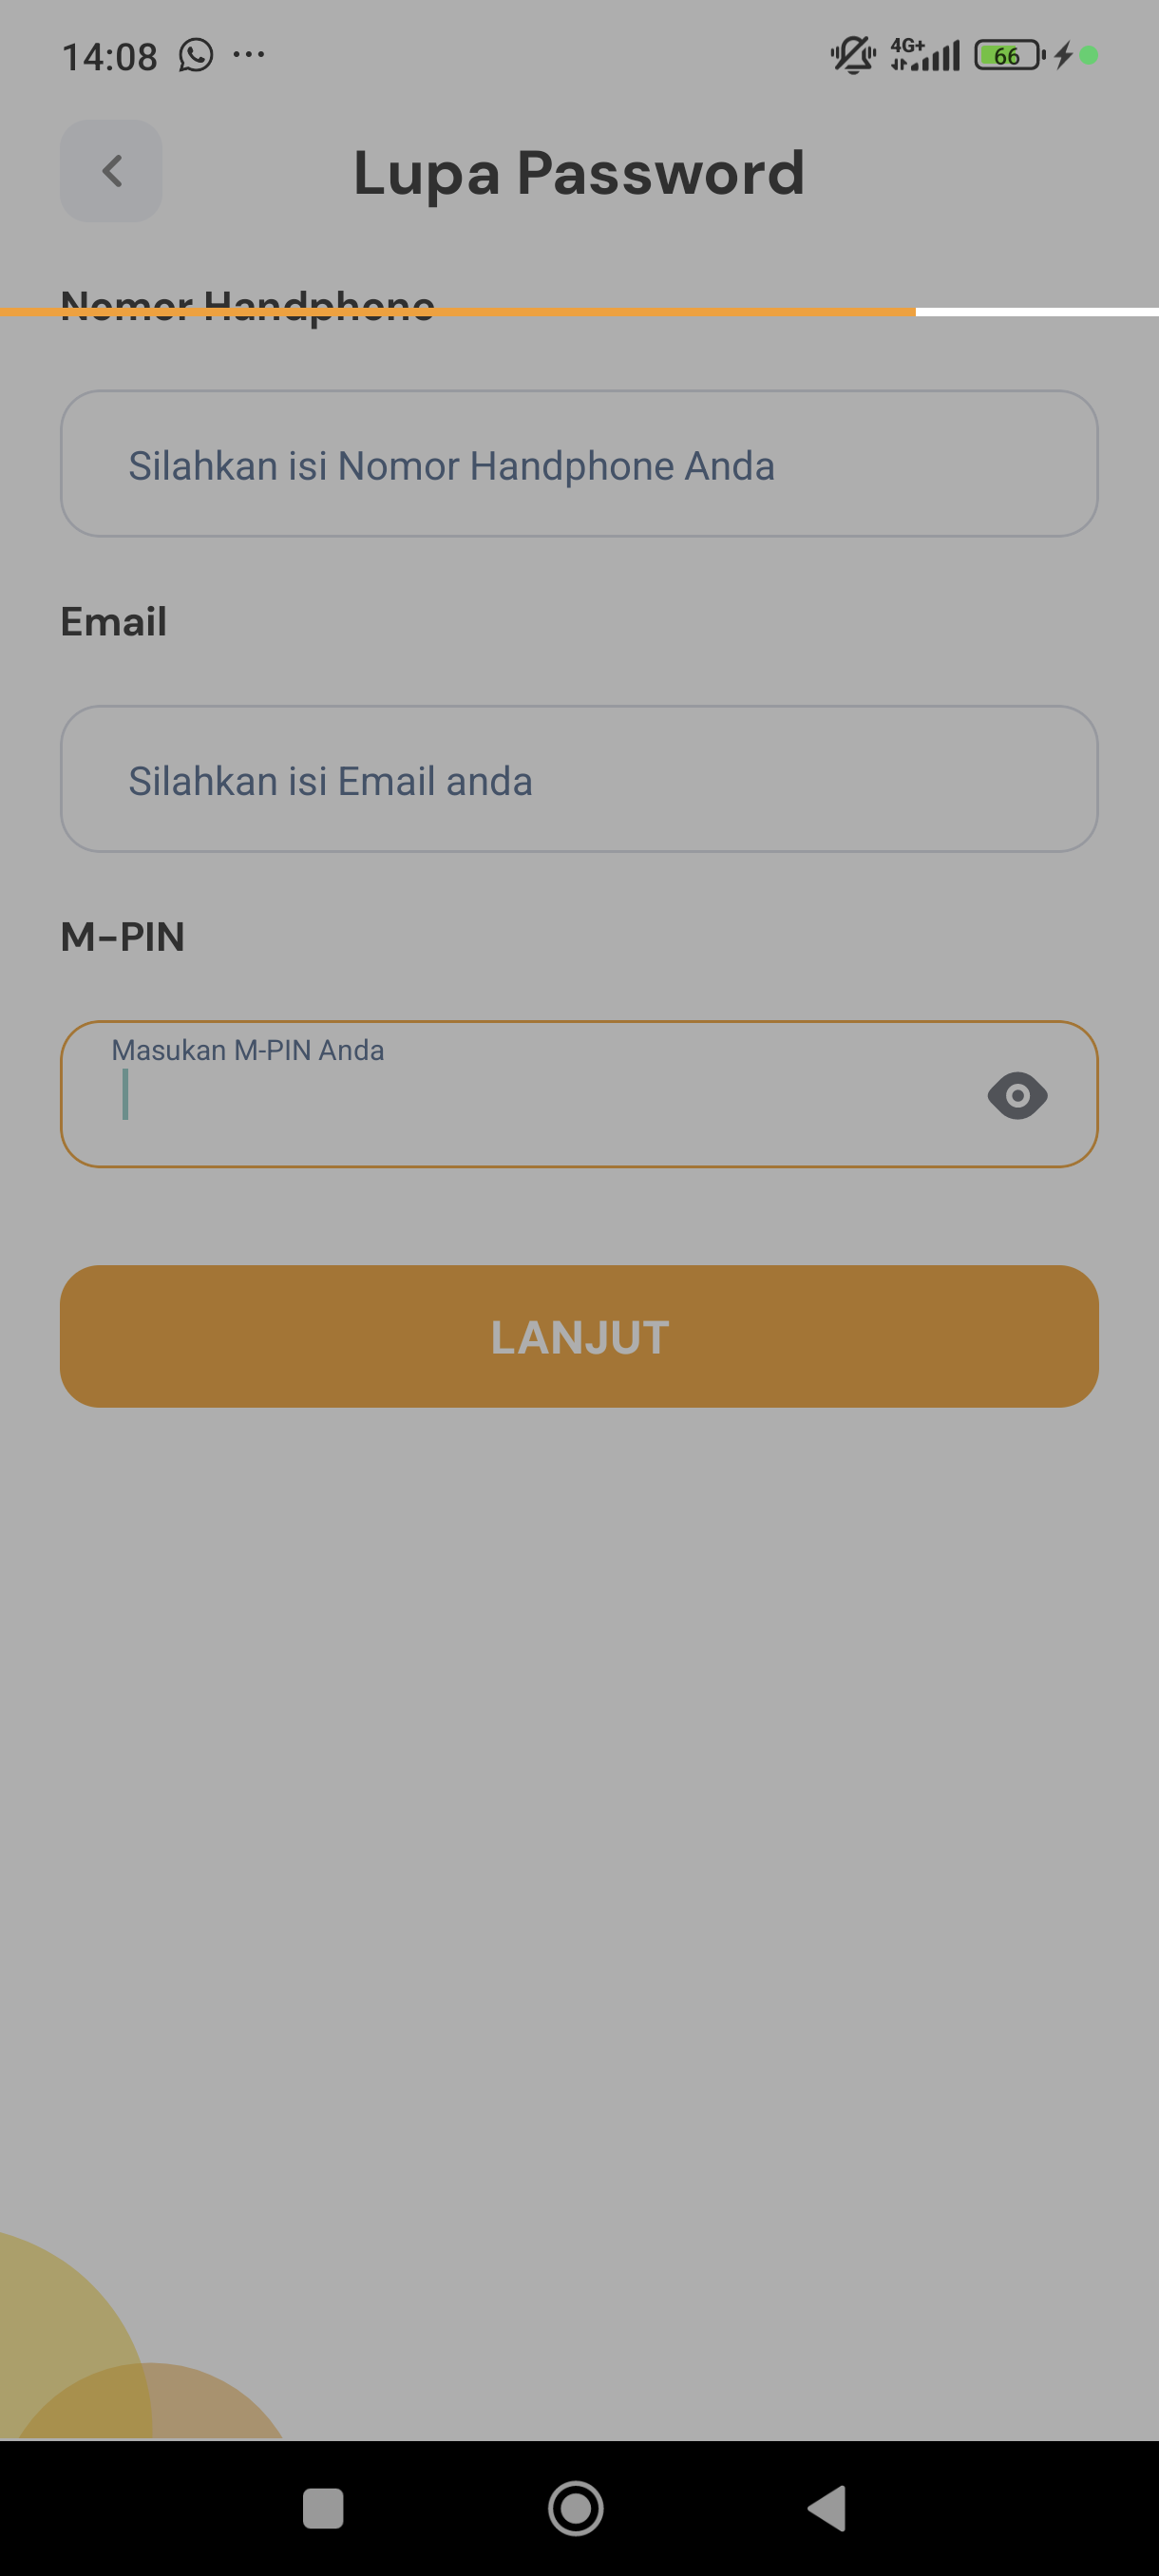 14:08
4G+
66
Lupa Password
Nomor Handphone
Silahkan isi Nomor Handphone Anda
Email
Silahkan isi Email anda
M-PIN
Masukan M-PIN Anda
LANJUT